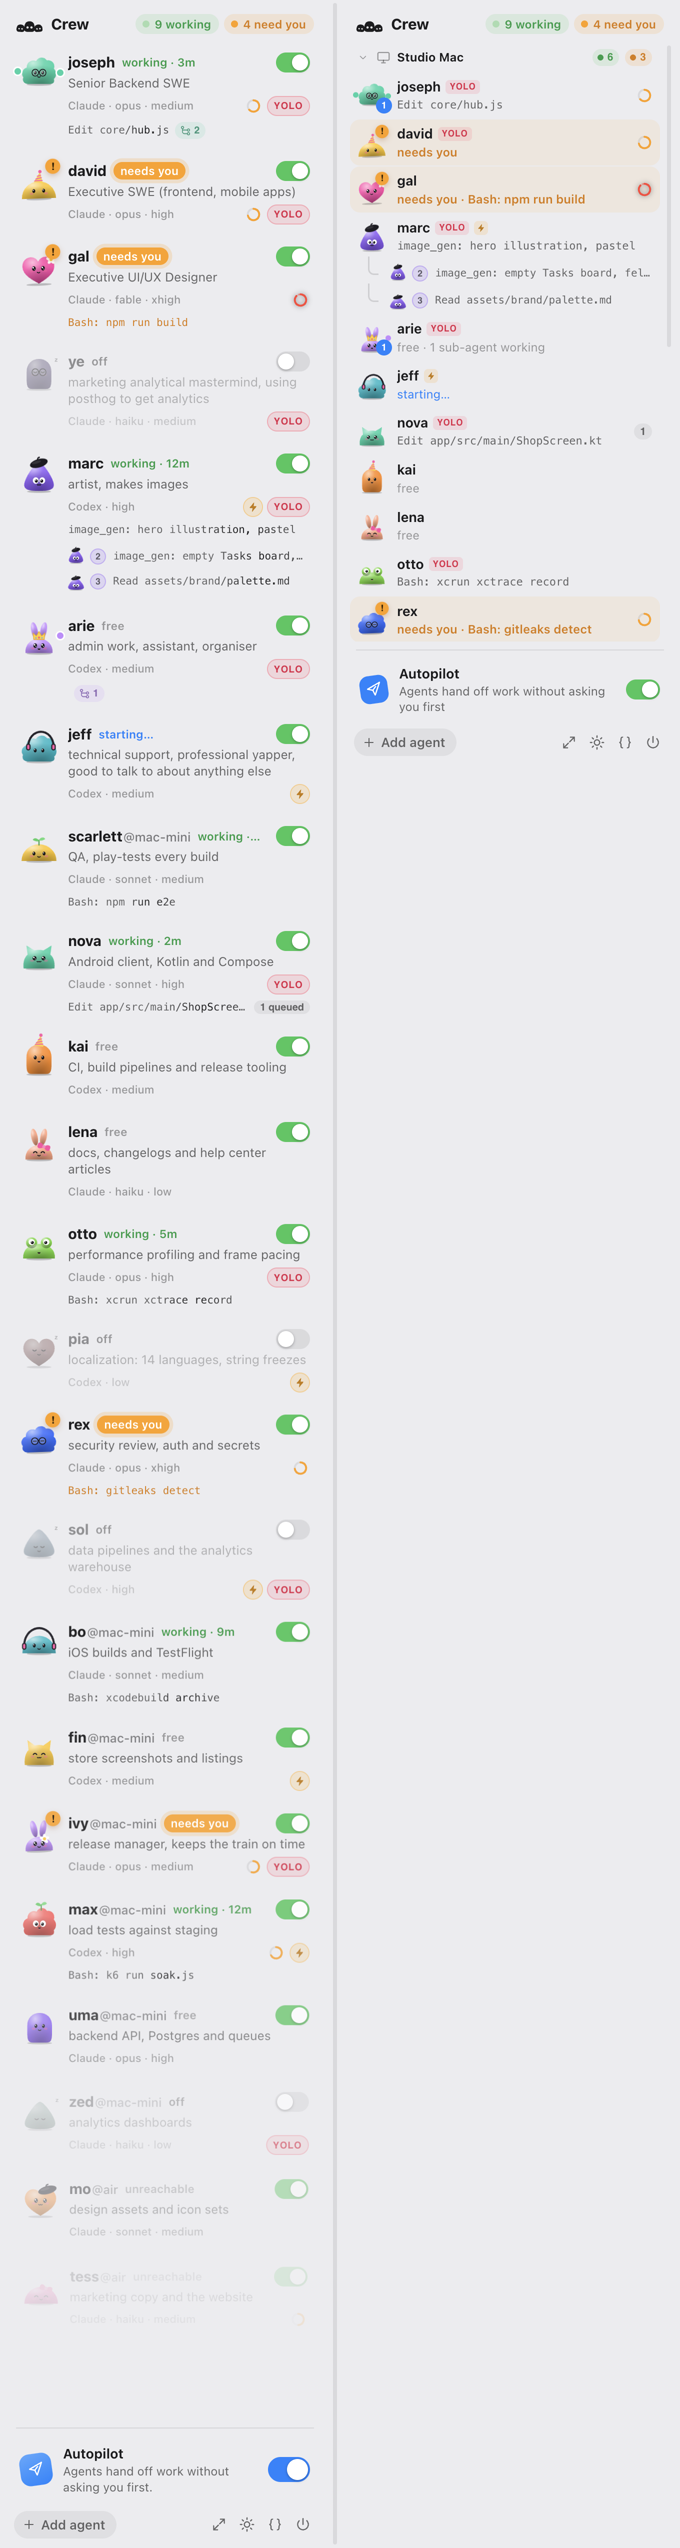 Crew
9 working
4 need you
joseph working · 3m
Senior Backend SWE
Claude · opus · medium
YOLO
Edit core/hub.js
2
!
david needs you
Executive SWE (frontend, mobile apps)
Claude · opus · high
YOLO
!
gal needs you
Executive UI/UX Designer
Claude · fable · xhigh
Bash: npm run build
ye off
marketing analytical mastermind, using
posthog to get analytics
Claude · haiku · medium
YOLO
marc working · 12m
artist, makes images
Codex · high
YOLO
image_gen: hero illustration, pastel
2 image_gen: empty Tasks board,…
3 Read assets/brand/palette.md
arie free
admin work, assistant, organiser
Codex · medium
YOLO
1
jeff starting…
technical support, professional yapper,
good to talk to about anything else
Codex · medium
scarlett@mac-mini working ·…
QA, play-tests every build
Claude · sonnet · medium
Bash: npm run e2e
nova working · 2m
Android client, Kotlin and Compose
Claude · sonnet · high
YOLO
Edit app/src/main/ShopScree…
1 queued
kai free
CI, build pipelines and release tooling
Codex · medium
lena free
docs, changelogs and help center
articles
Claude · haiku · low
otto working · 5m
performance profiling and frame pacing
Claude · opus · high
YOLO
Bash: xcrun xctrace record
pia off
localization: 14 languages, string freezes
Codex · low
!
rex needs you
security review, auth and secrets
Claude · opus · xhigh
Bash: gitleaks detect
sol off
data pipelines and the analytics
warehouse
Codex · high
YOLO
bo@mac-mini working · 9m
iOS builds and TestFlight
Claude · sonnet · medium
Bash: xcodebuild archive
fin@mac-mini free
store screenshots and listings
Codex · medium
!
ivy@mac-mini needs you
release manager, keeps the train on time
Claude · opus · medium
YOLO
max@mac-mini working · 12m
load tests against staging
Codex · high
Bash: k6 run soak.js
uma@mac-mini free
backend API, Postgres and queues
Claude · opus · high
zed@mac-mini off
analytics dashboards
Claude · haiku · low
YOLO
mo@air unreachable
design assets and icon sets
Claude · sonnet · medium
tess@air unreachable
marketing copy and the website
Claude · haiku · medium
Autopilot
Agents hand off work without
asking you first.
+ Add agent
{}
Crew
9 working
4 need you
Studio Mac
6
3
joseph YOLO
1
Edit core/hub.js
!
david YOLO
needs you
!
gal
needs you · Bash: npm run build
marc YOLO
image_gen: hero illustration, pastel
2 image_gen: empty Tasks board, fel…
3 Read assets/brand/palette.md
arie YOLO
1
free · 1 sub-agent working
jeff
starting…
nova YOLO
Edit app/src/main/ShopScreen.kt
1
kai
free
lena
free
otto YOLO
Bash: xcrun xctrace record
!
rex
needs you · Bash: gitleaks detect
Autopilot
Agents hand off work without asking
you first
+ Add agent
{}